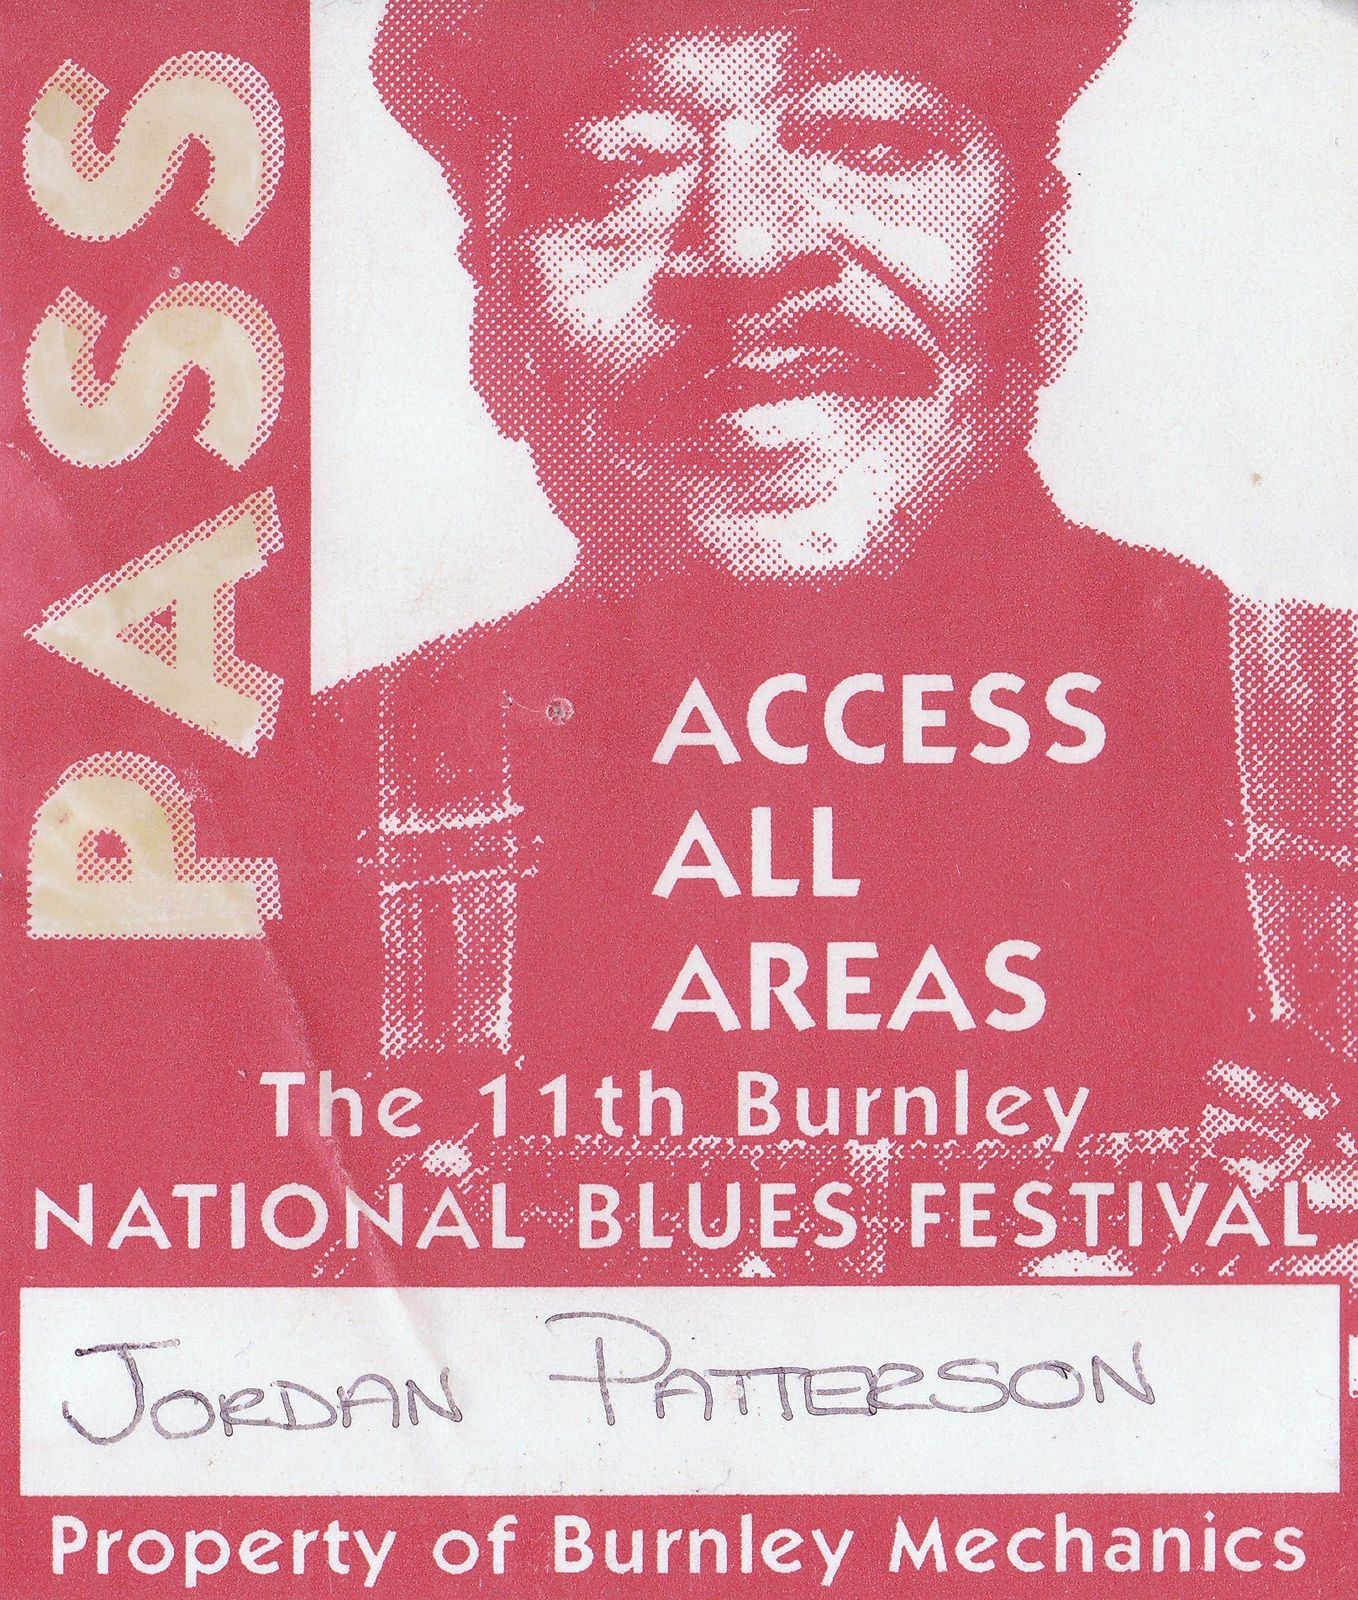 PASS
ACCESS
ALL
AREAS
The 11th Burnley
NATIONAL BLUES FESTIVAL
JORDAN PATTERSON
Property of Burnley Mechanics